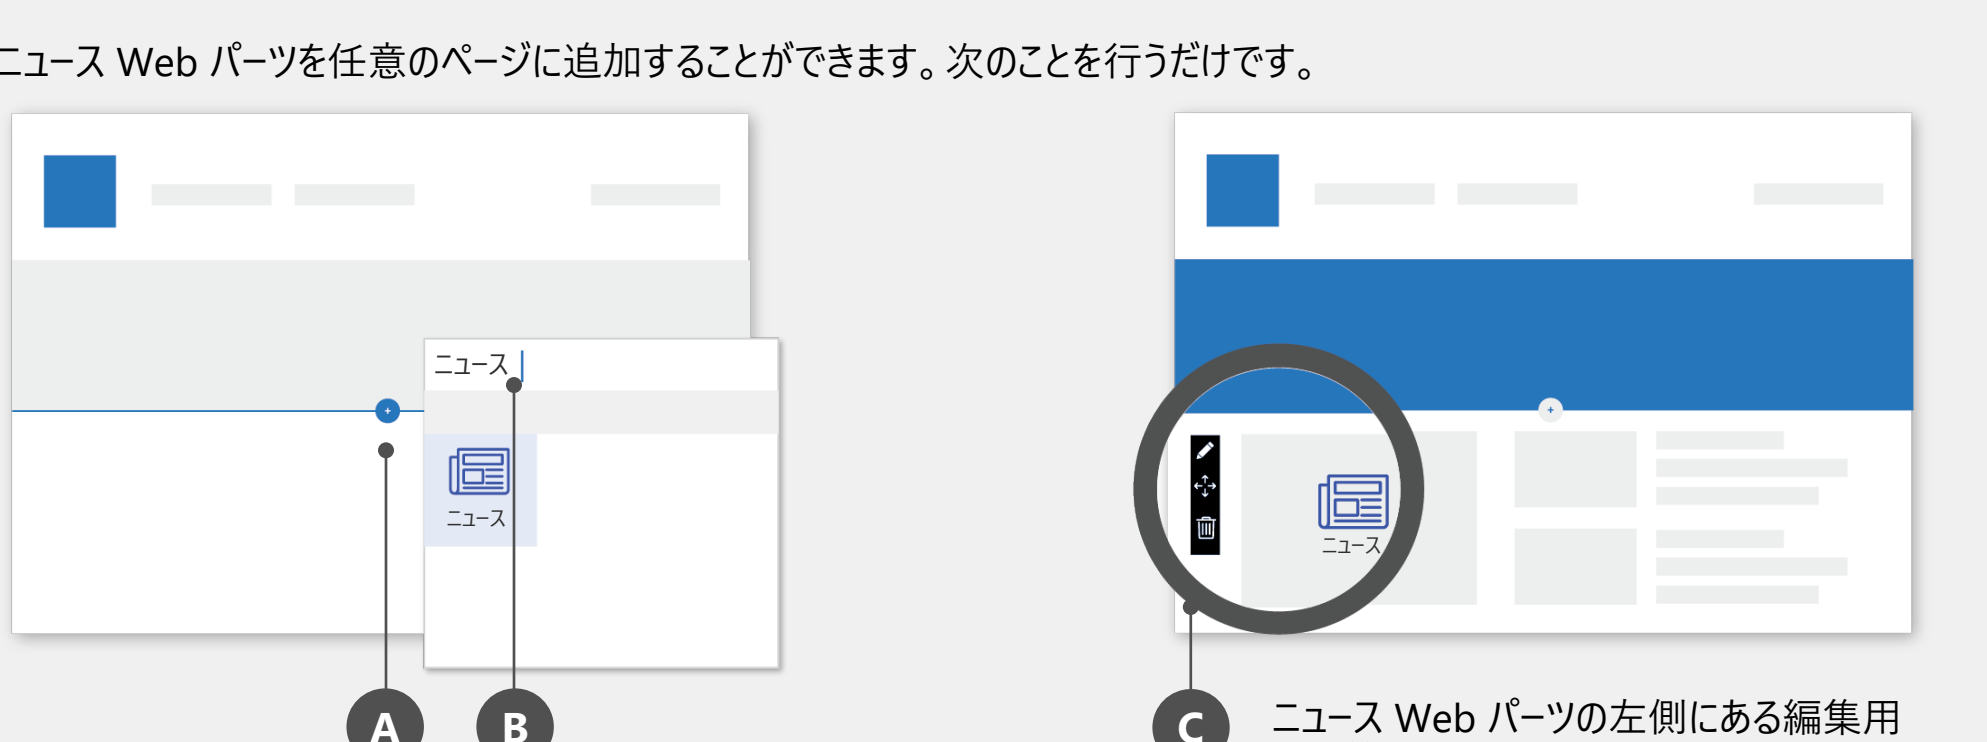 ニュース Web パーツを任意のページに追加することができます。次のことを行うだけです。
ニュース
ニュース
ニュース
A
B
C
ニュース Web パーツの左側にある編集用